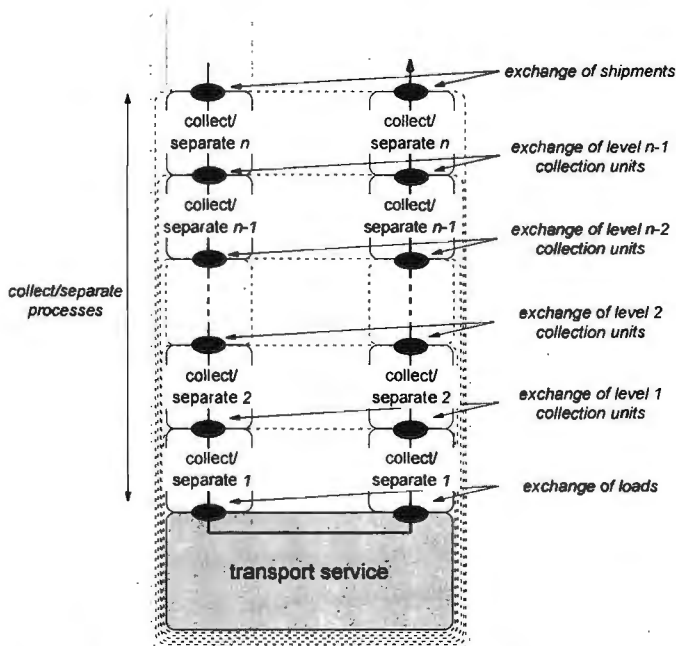 exchange of shipments
collect/
separate n
collect/
separate n
exchange of level n-1
collection units
collect/
separate n-1
collect/
separate n-1
exchange of level n-2
collection units
collect/separate
processes
exchange of level 2
collection units
collect/
separate 2
collect/
separate 2
exchange of level 1
collection units
collect/
separate 1
collect/
separate 1
exchange of loads
transport service